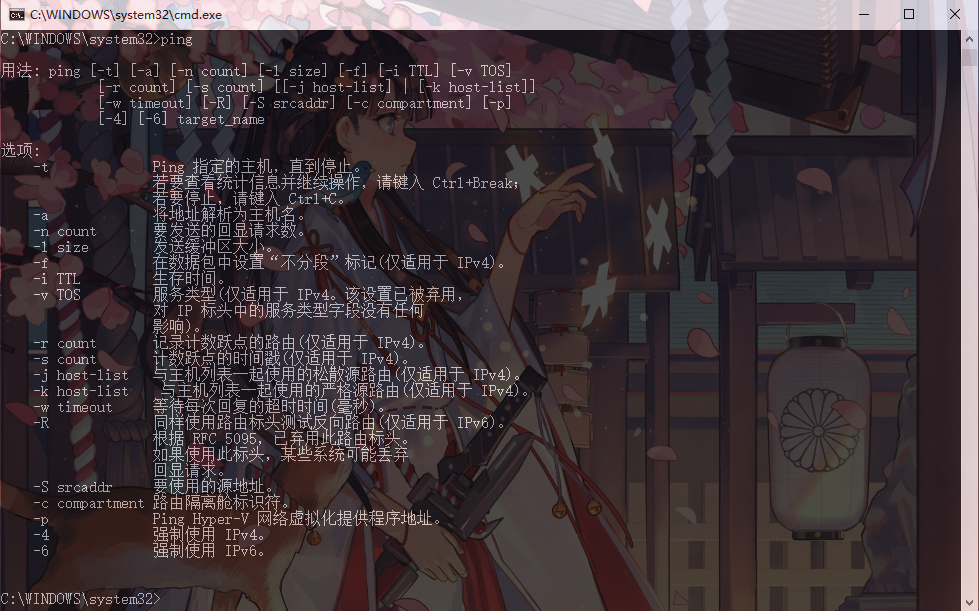 C:\WINDOWS\system32\cmd.exe
C:\WINDOWS\system32>ping
用法: ping [-t] [-a] [-n count] [-l size] [-f] [-i TTL] [-v TOS]
[-r count] [-s count] [[-j host-list] | [-k host-list]]
[-w timeout] [-R] [-S srcaddr] [-c compartment] [-p]
[-4] [-6] target_name
选项:
-t Ping 指定的主机，直到停止。
若要查看统计信息并继续操作，请键入 Ctrl+Break;
若要停止，请键入 Ctrl+C。
-a 将地址解析为主机名。
-n count 要发送的回显请求数。
-l size 发送缓冲区大小。
-f 在数据包中设置“不分段”标记(仅适用于 IPv4)。
-i TTL 生存时间。
-v TOS 服务类型(仅适用于 IPv4。该设置已被弃用，
对 IP 标头中的服务类型字段没有任何
影响)。
-r count 记录计数跃点的路由(仅适用于 IPv4)。
-s count 计数跃点的时间戳(仅适用于 IPv4)。
-j host-list 与主机列表一起使用的松散源路由(仅适用于 IPv4)。
-k host-list 与主机列表一起使用的严格源路由(仅适用于 IPv4)。
-w timeout 等待每次回复的超时时间(毫秒)。
-R 同样使用路由标头测试反向路由(仅适用于 IPv6)。
根据 RFC 5095，已弃用此路由标头。
如果使用此标头，某些系统可能丢弃
回显请求。
-S srcaddr 要使用的源地址。
-c compartment 路由隔离舱标识符。
-p Ping Hyper-V 网络虚拟化提供程序地址。
-4 强制使用 IPv4。
-6 强制使用 IPv6。
C:\WINDOWS\system32>